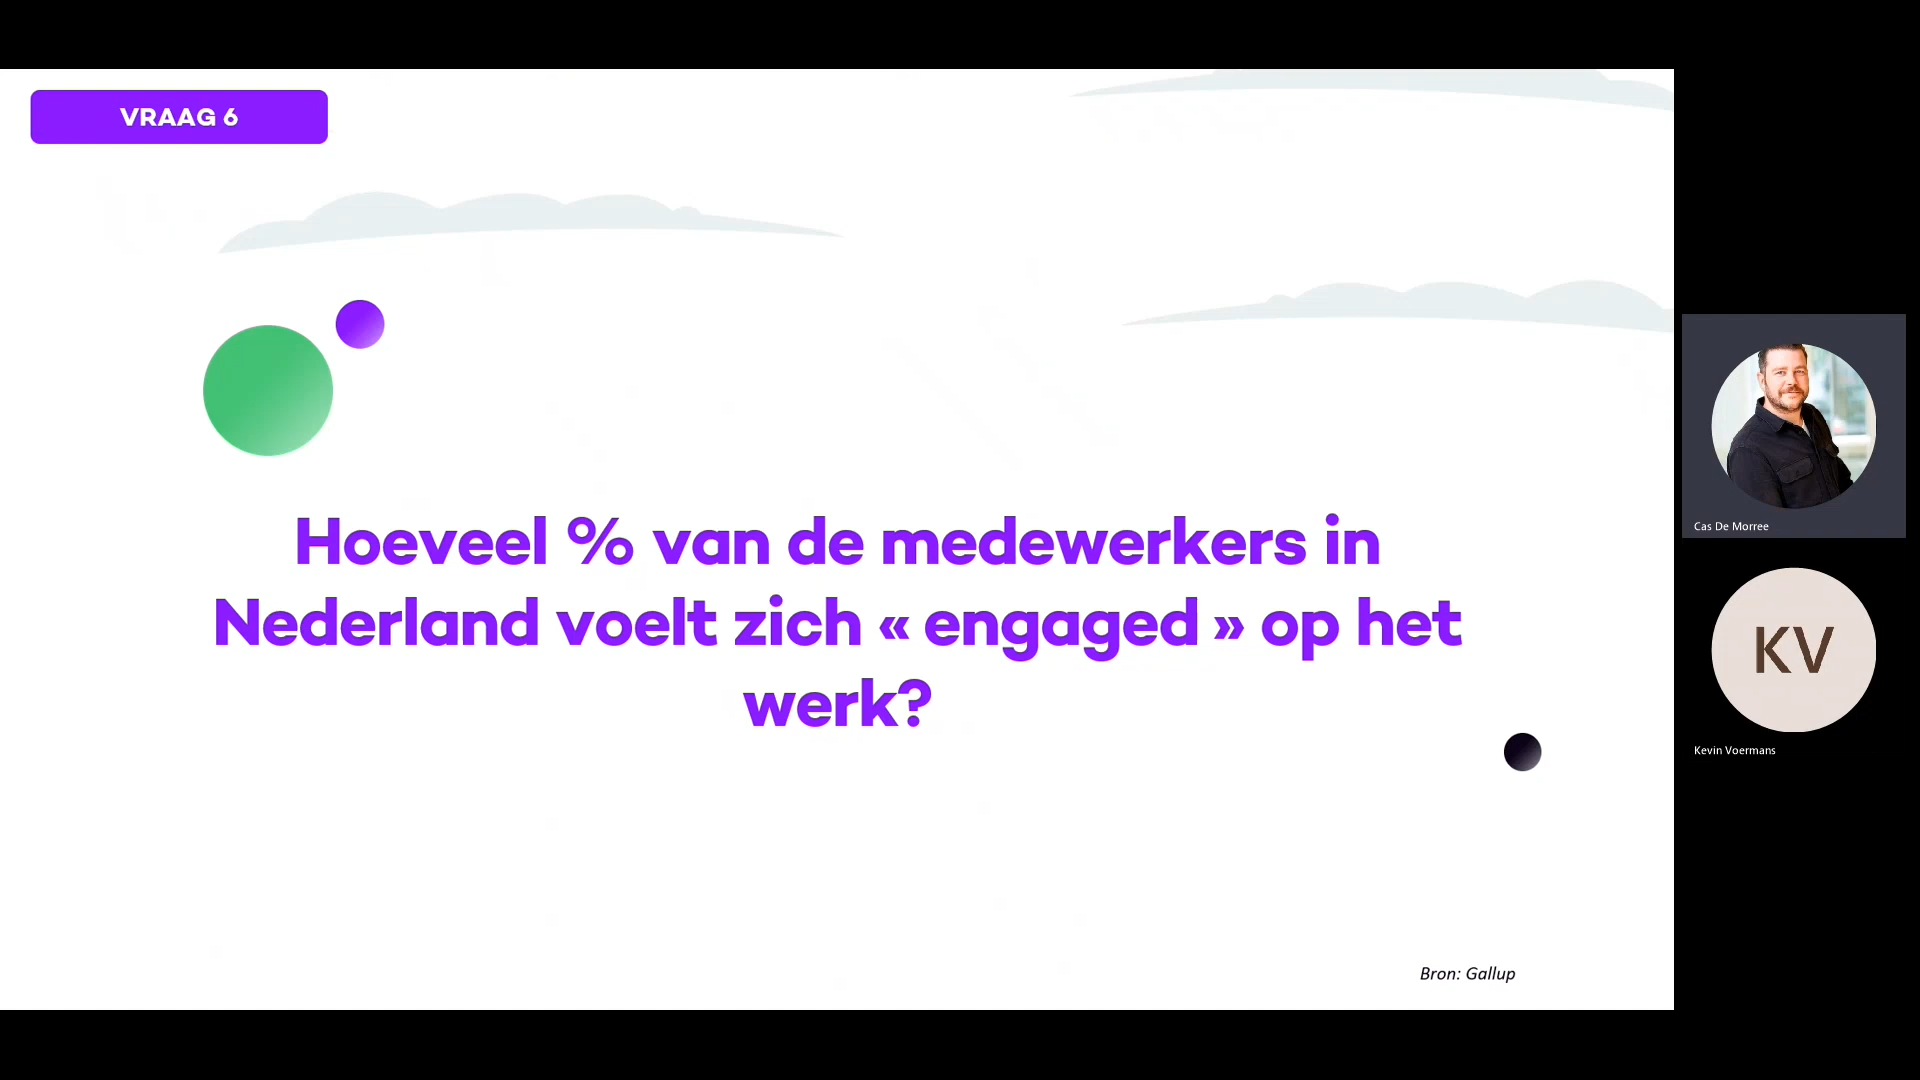 VRAAG 6
Hoeveel % van de medewerkers in
Nederland voelt zich « engaged » op het
werk?
Bron: Gallup
Cas De Morree
KV
Kevin Voermans